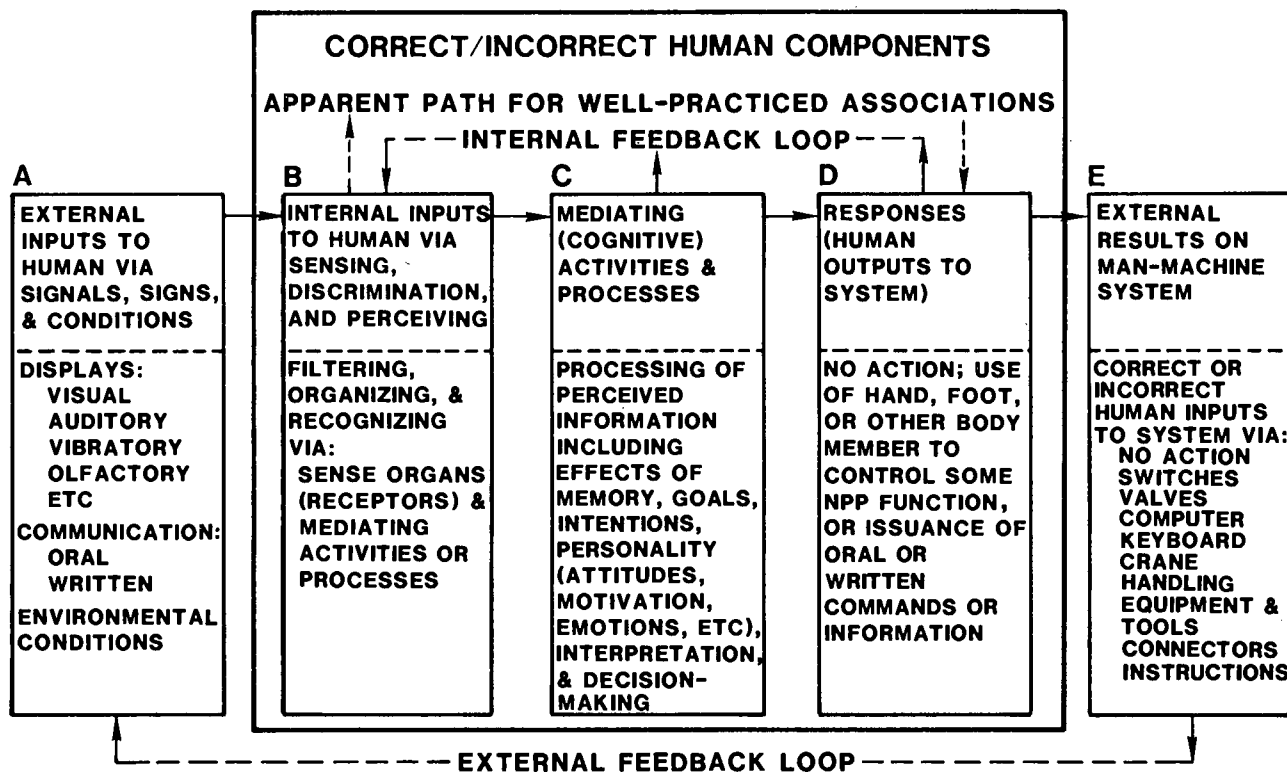 CORRECT/INCORRECT HUMAN COMPONENTS
APPARENT PATH FOR WELL-PRACTICED ASSOCIATIONS
INTERNAL FEEDBACK LOOP
A
EXTERNAL
INPUTS TO
HUMAN VIA
SIGNALS, SIGNS,
& CONDITIONS
DISPLAYS:
VISUAL
AUDITORY
VIBRATORY
OLFACTORY
ETC
COMMUNICATION:
ORAL
WRITTEN
ENVIRONMENTAL
CONDITIONS
B
INTERNAL INPUTS
TO HUMAN VIA
SENSING,
DISCRIMINATION,
AND PERCEIVING
FILTERING,
ORGANIZING, &
RECOGNIZING
VIA:
SENSE ORGANS
(RECEPTORS) &
MEDIATING
ACTIVITIES OR
PROCESSES
C
MEDIATING
(COGNITIVE)
ACTIVITIES &
PROCESSES
PROCESSING OF
PERCEIVED
INFORMATION
INCLUDING
EFFECTS OF
MEMORY, GOALS,
INTENTIONS,
PERSONALITY
(ATTITUDES,
MOTIVATION,
EMOTIONS, ETC),
INTERPRETATION,
& DECISION-
MAKING
D
RESPONSES
(HUMAN
OUTPUTS TO
SYSTEM)
NO ACTION; USE
OF HAND, FOOT,
OR OTHER BODY
MEMBER TO
CONTROL SOME
NPP FUNCTION,
OR ISSUANCE OF
ORAL OR
WRITTEN
COMMANDS OR
INFORMATION
E
EXTERNAL
RESULTS ON
MAN-MACHINE
SYSTEM
CORRECT OR
INCORRECT
HUMAN INPUTS
TO SYSTEM VIA:
NO ACTION
SWITCHES
VALVES
COMPUTER
KEYBOARD
CRANE
HANDLING
EQUIPMENT &
TOOLS
CONNECTORS
INSTRUCTIONS
EXTERNAL FEEDBACK LOOP